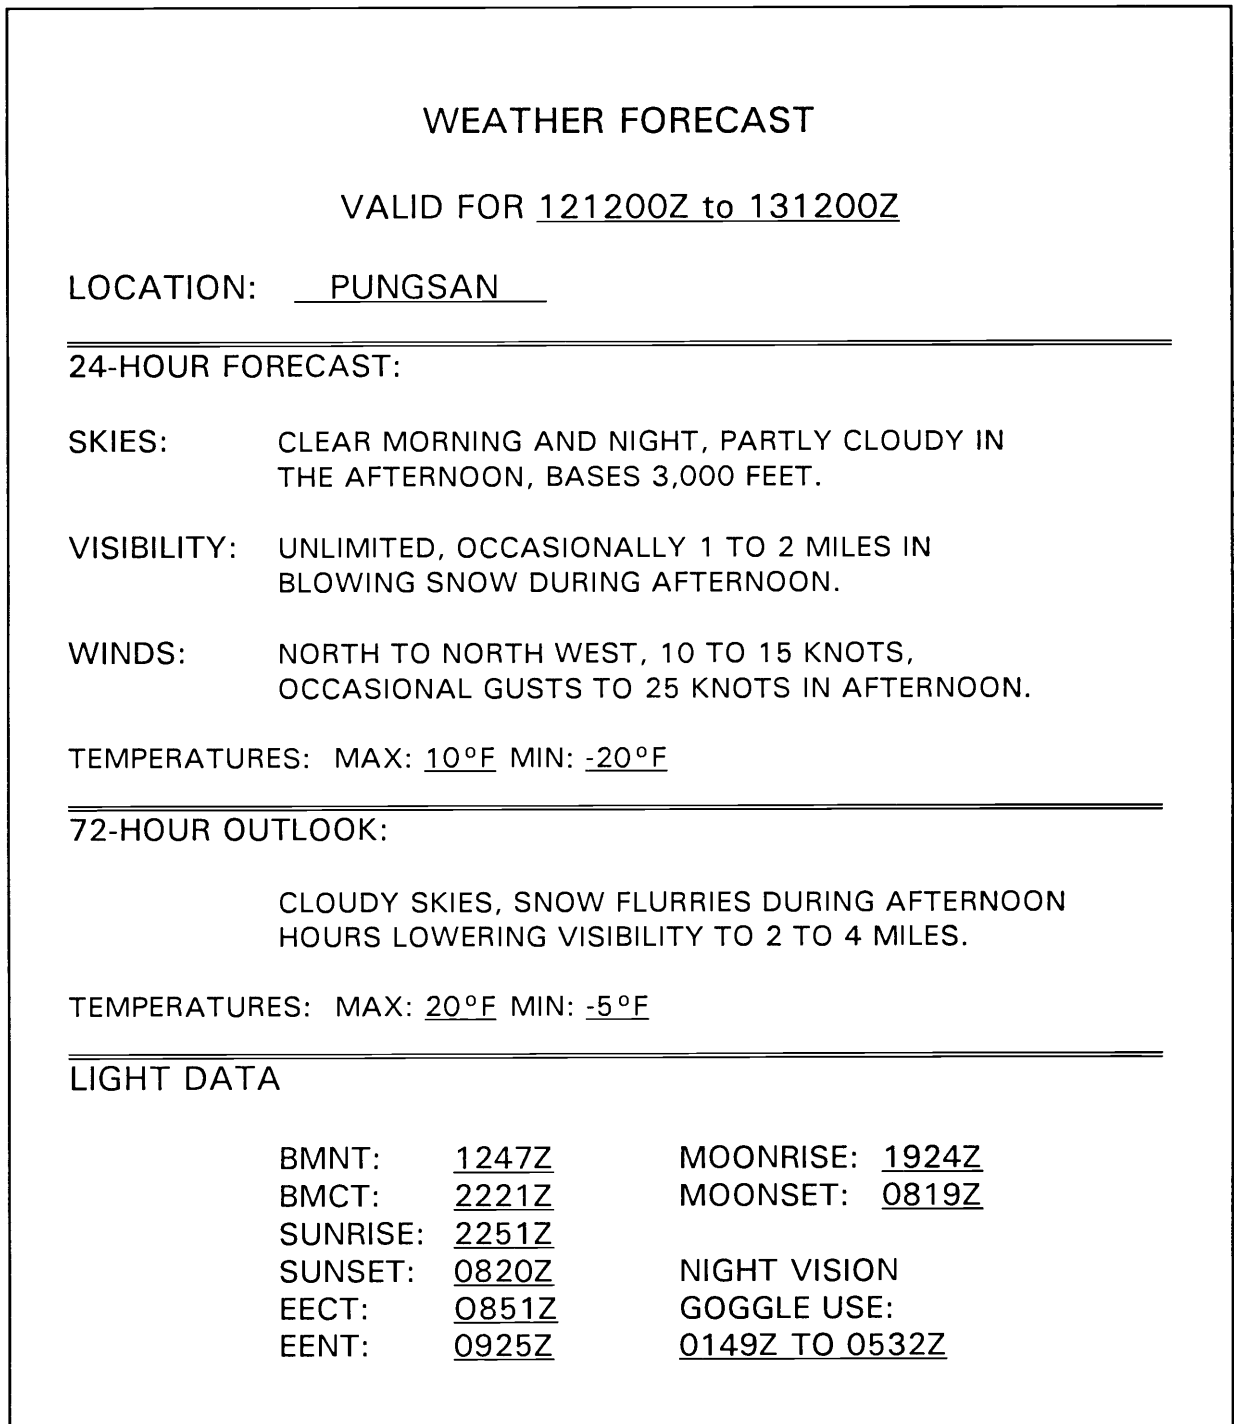 WEATHER FORECAST
VALID FOR 121200Z to 131200Z
LOCATION: PUNGSAN
24-HOUR FORECAST:
SKIES: CLEAR MORNING AND NIGHT, PARTLY CLOUDY IN
THE AFTERNOON, BASES 3,000 FEET.
VISIBILITY: UNLIMITED, OCCASIONALLY 1 TO 2 MILES IN
BLOWING SNOW DURING AFTERNOON.
WINDS: NORTH TO NORTH WEST, 10 TO 15 KNOTS,
OCCASIONAL GUSTS TO 25 KNOTS IN AFTERNOON.
TEMPERATURES: MAX: 10°F MIN: -20°F
72-HOUR OUTLOOK:
CLOUDY SKIES, SNOW FLURRIES DURING AFTERNOON
HOURS LOWERING VISIBILITY TO 2 TO 4 MILES.
TEMPERATURES: MAX: 20°F MIN: -5°F
LIGHT DATA
BMNT: 1247Z MOONRISE: 1924Z
BMCT: 2221Z MOONSET: 0819Z
SUNRISE: 2251Z
SUNSET: 0820Z NIGHT VISION
EECT: O851Z GOGGLE USE:
EENT: 0925Z 0149Z TO 0532Z